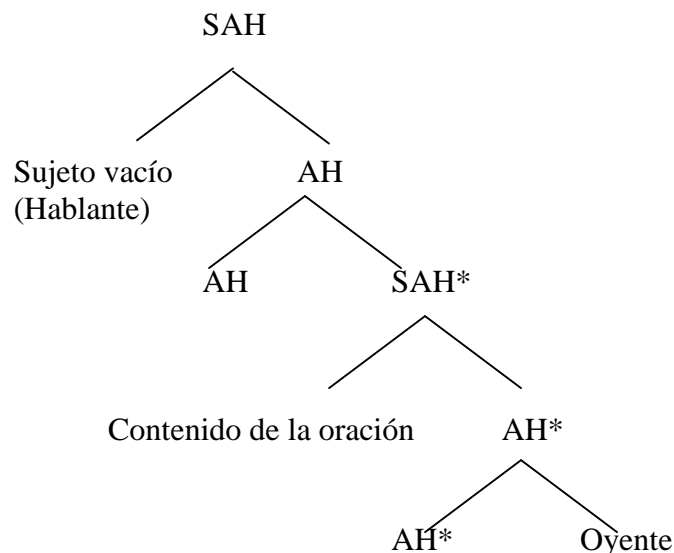 SAH
Sujeto vacío AH
(Hablante)
AH SAH*
Contenido de la oración AH*
AH* Oyente